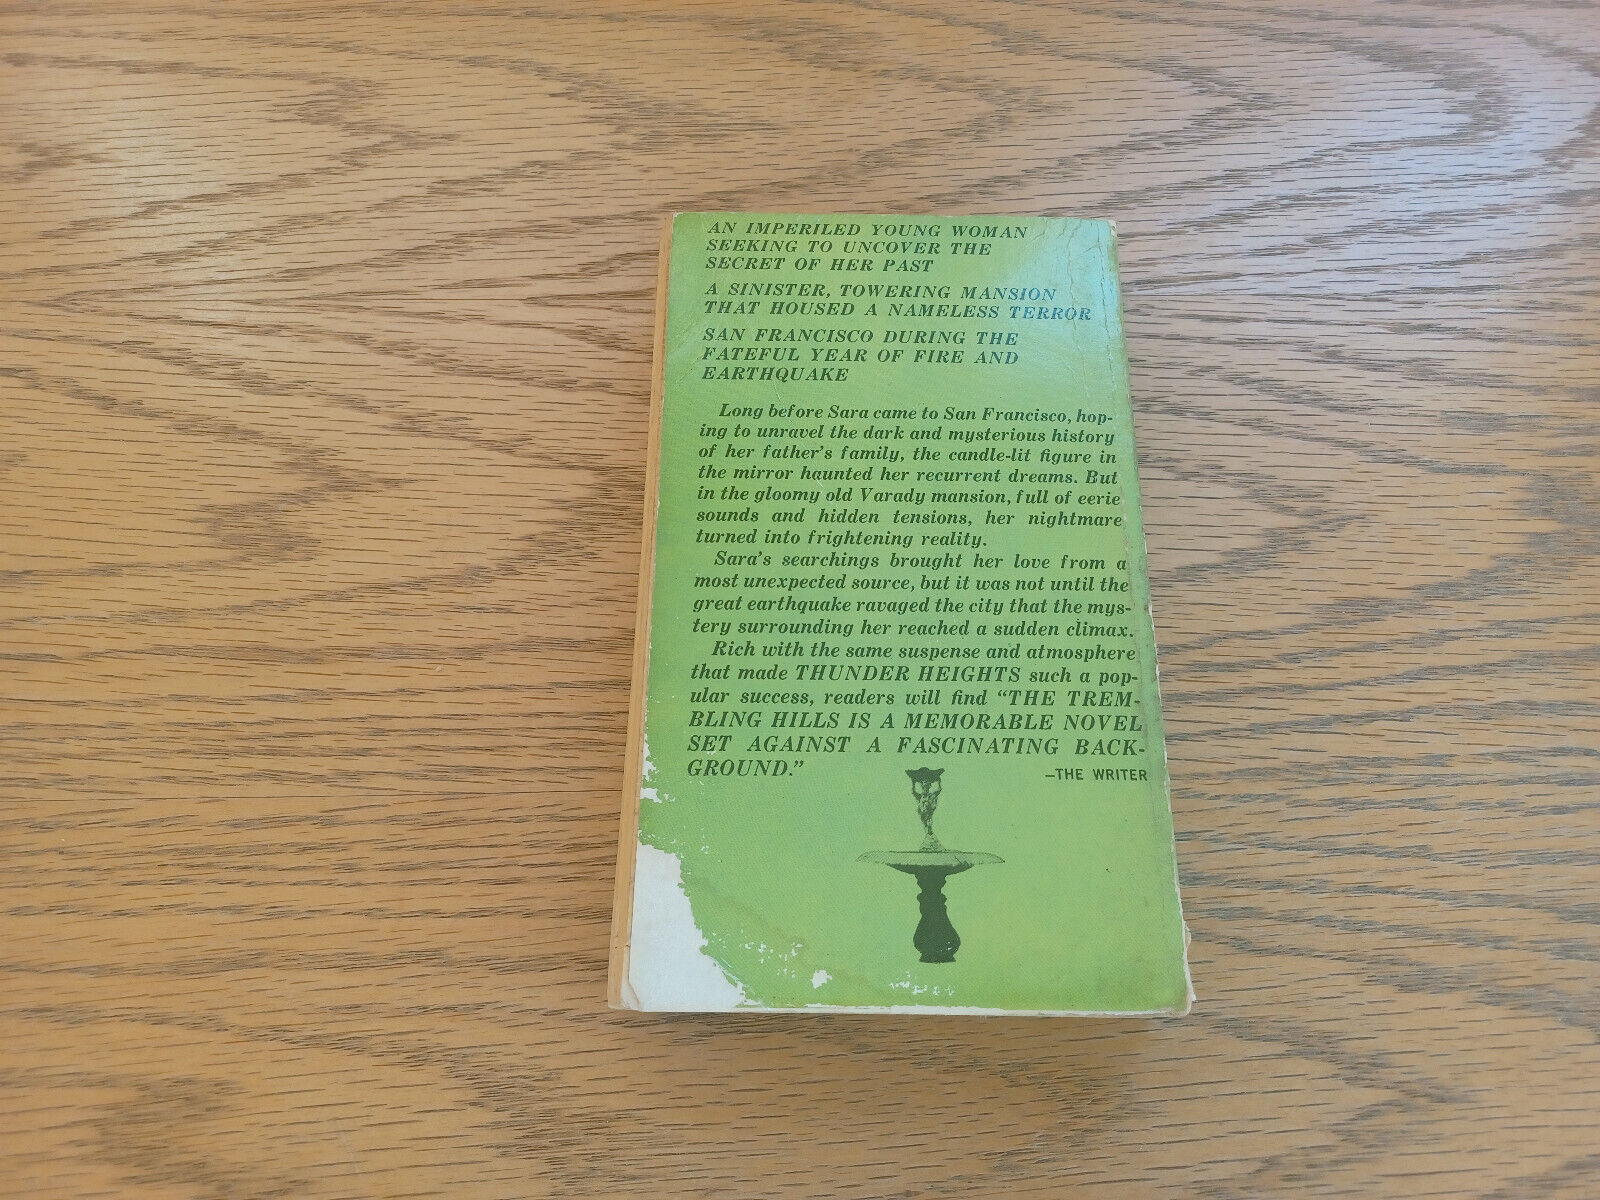 AN IMPERILED YOUNG WOMAN
SEEKING TO UNCOVER THE
SECRET OF HER PAST
A SINISTER, TOWERING MANSION
THAT HOUSED A NAMELESS TERROR
SAN FRANCISCO DURING THE
FATEFUL YEAR OF FIRE AND
EARTHQUAKE
Long before Sara came to San Francisco, hop-
ing to unravel the dark and mysterious history
of her father's family, the candle-lit figure in
the mirror haunted her recurrent dreams. But
in the gloomy old Varady mansion, full of eerie
sounds and hidden tensions, her nightmare
turned into frightening reality.
Sara's searchings brought her love from a
most unexpected source, but it was not until the
great earthquake ravaged the city that the mys-
tery surrounding her reached a sudden climax.
Rich with the same suspense and atmosphere
that made THUNDER HEIGHTS such a pop-
ular success, readers will find "THE TREM-
BLING HILLS IS A MEMORABLE NOVEL
SET AGAINST A FASCINATING BACK-
GROUND."
—THE WRITER